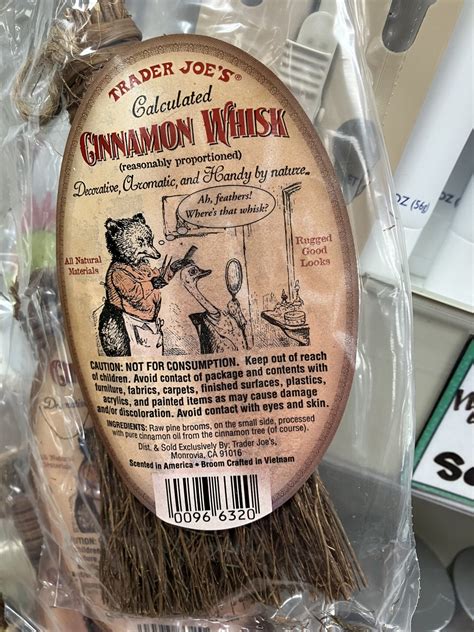 TRADER JOE'S®
Calculated
CINNAMON WHISK
(reasonably proportioned)
Decorative, Aromatic, and Handy by nature...
Ah, feathers!
Where's that whisk?
All Natural
Materials
Rugged
Good
Looks
CAUTION: NOT FOR CONSUMPTION. Keep out of reach
of children. Avoid contact of package and contents with
furniture, fabrics, carpets, finished surfaces, plastics,
acrylics, and painted items as may cause damage
and/or discoloration. Avoid contact with eyes and skin.
INGREDIENTS: Raw pine brooms, on the small side, processed
with pure cinnamon oil from the cinnamon tree (of course).
Dist. & Sold Exclusively By: Trader Joe's,
Monrovia, CA 91016
Scented in America • Broom Crafted in Vietnam
0096 6320
OZ (56g)